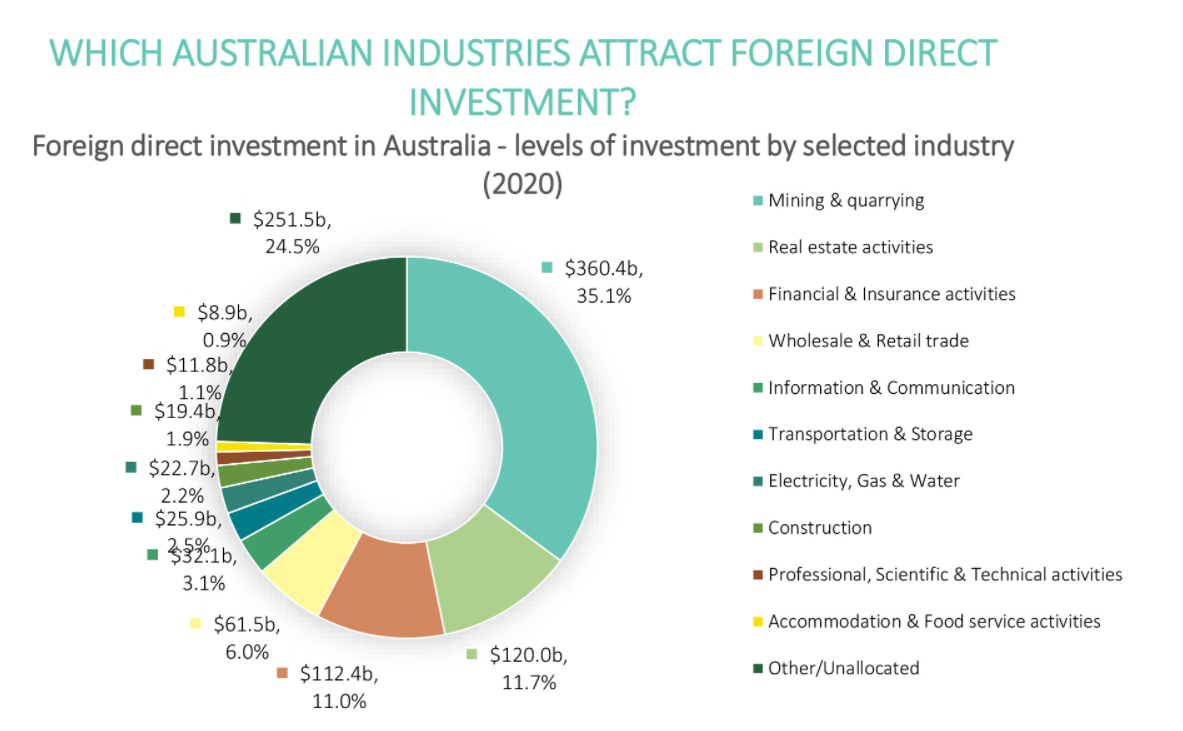 WHICH AUSTRALIAN INDUSTRIES ATTRACT FOREIGN DIRECT
INVESTMENT?
Foreign direct investment in Australia - levels of investment by selected industry
(2020)
$251.5b,
24.5%
$360.4b,
35.1%
$8.9b,
0.9%
$11.8b,
1.1%
$19.4b,
1.9%
$22.7b,
2.2%
$25.9b,
2.5%
$32.1b,
3.1%
$61.5b,
6.0%
$112.4b,
11.0%
$120.0b,
11.7%
Mining & quarrying
Real estate activities
Financial & Insurance activities
Wholesale & Retail trade
Information & Communication
Transportation & Storage
Electricity, Gas & Water
Construction
Professional, Scientific & Technical activities
Accommodation & Food service activities
Other/Unallocated